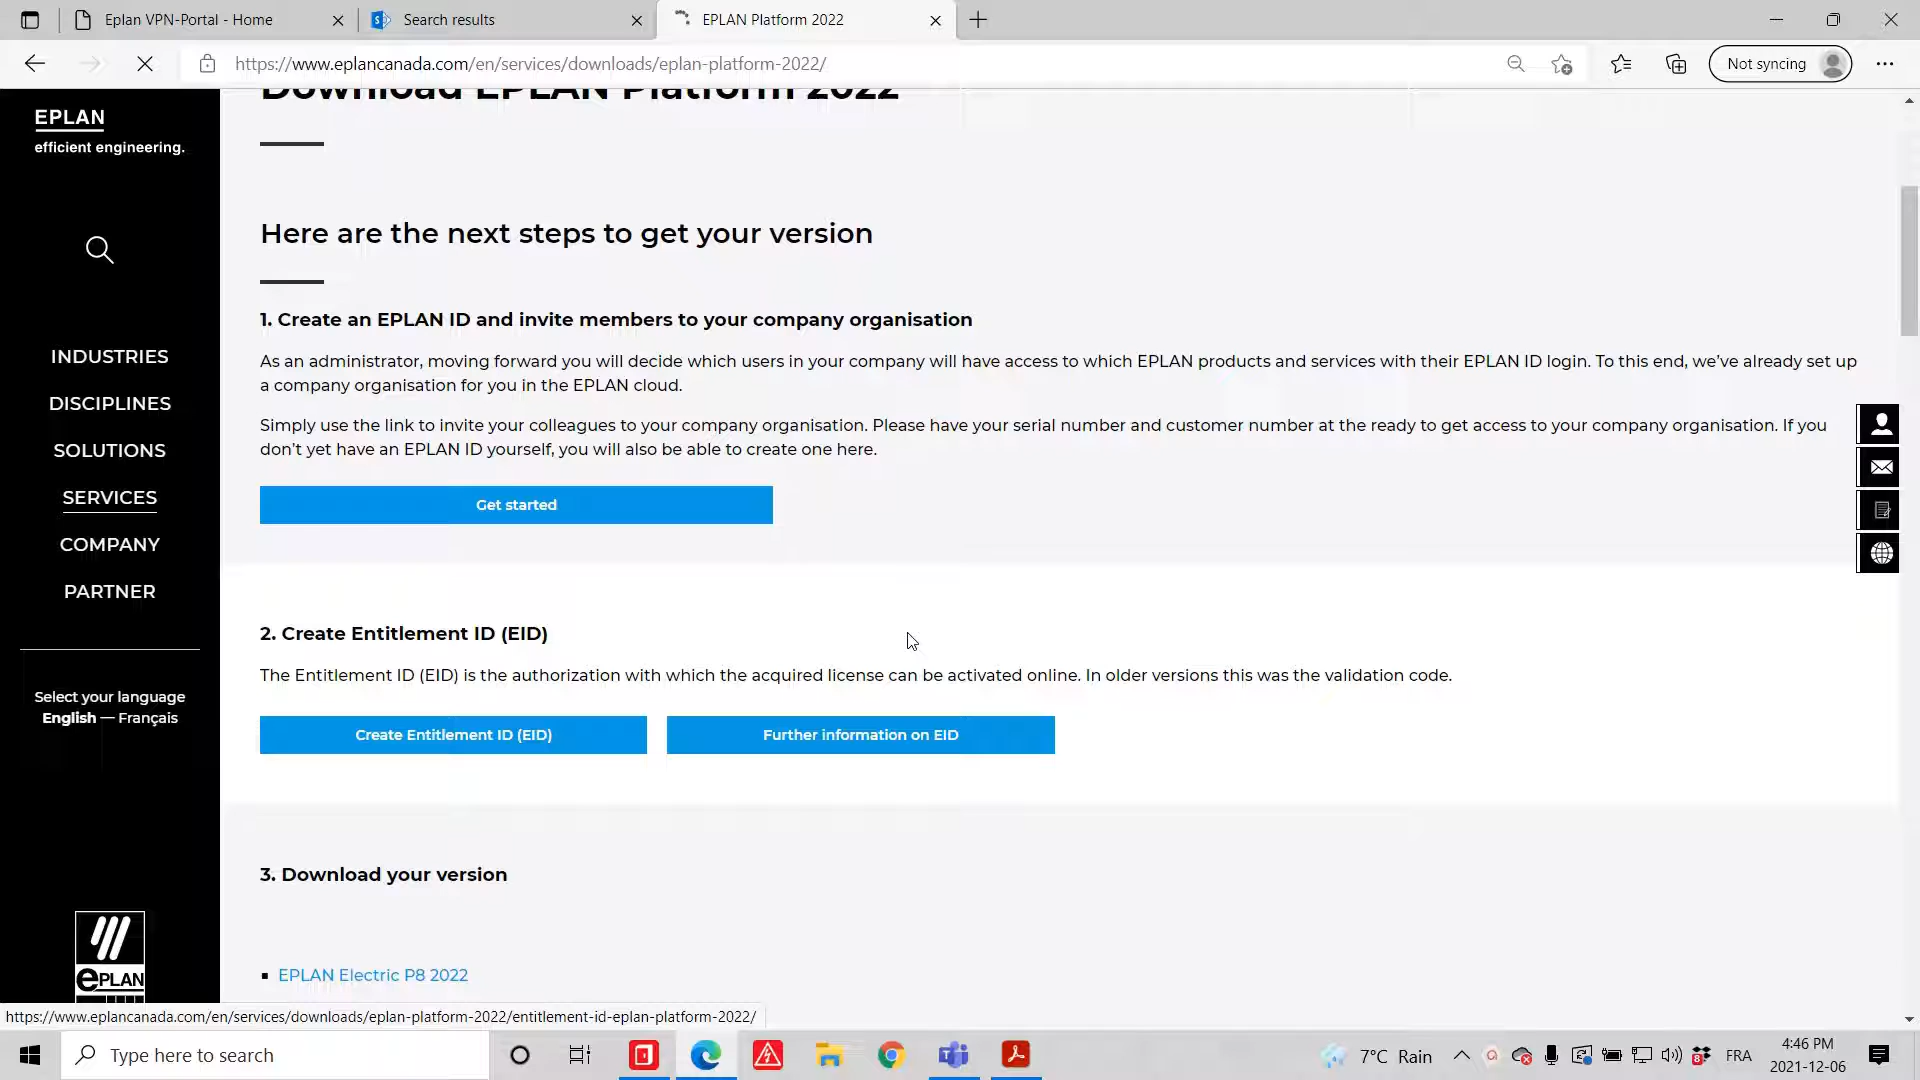 Eplan VPN-Portal - Home
Search results
EPLAN Platform 2022
https://www.eplancanada.com/en/services/downloads/eplan-platform-2022/
Not syncing
Download EPLAN Platform 2022
EPLAN
efficient engineering.
INDUSTRIES
DISCIPLINES
SOLUTIONS
SERVICES
COMPANY
PARTNER
Select your language
English — Français
ePLAN
Here are the next steps to get your version
1. Create an EPLAN ID and invite members to your company organisation
As an administrator, moving forward you will decide which users in your company will have access to which EPLAN products and services with their EPLAN ID login. To this end, we've already set up
a company organisation for you in the EPLAN cloud.
Simply use the link to invite your colleagues to your company organisation. Please have your serial number and customer number at the ready to get access to your company organisation. If you
don't yet have an EPLAN ID yourself, you will also be able to create one here.
Get started
2. Create Entitlement ID (EID)
The Entitlement ID (EID) is the authorization with which the acquired license can be activated online. In older versions this was the validation code.
Create Entitlement ID (EID)
Further information on EID
3. Download your version
EPLAN Electric P8 2022
https://www.eplancanada.com/en/services/downloads/eplan-platform-2022/entitlement-id-eplan-platform-2022/
Type here to search
7°C Rain
FRA
4:46 PM
2021-12-06